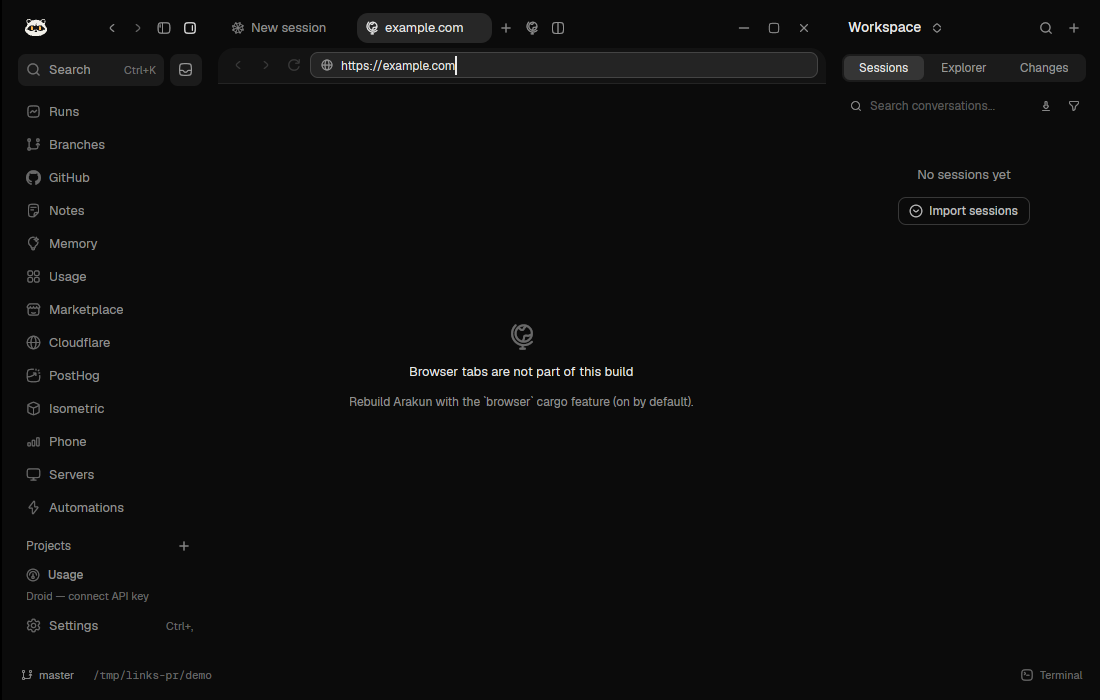 New session
example.com
Workspace
Search
Ctrl+K
https://example.com
Sessions
Explorer
Changes
Search conversations...
Runs
Branches
GitHub
Notes
Memory
Usage
Marketplace
Cloudflare
PostHog
Isometric
Phone
Servers
Automations
Projects
Usage
Droid — connect API key
Settings
Ctrl+,
Browser tabs are not part of this build
Rebuild Arakun with the `browser` cargo feature (on by default).
No sessions yet
Import sessions
master
/tmp/links-pr/demo
Terminal